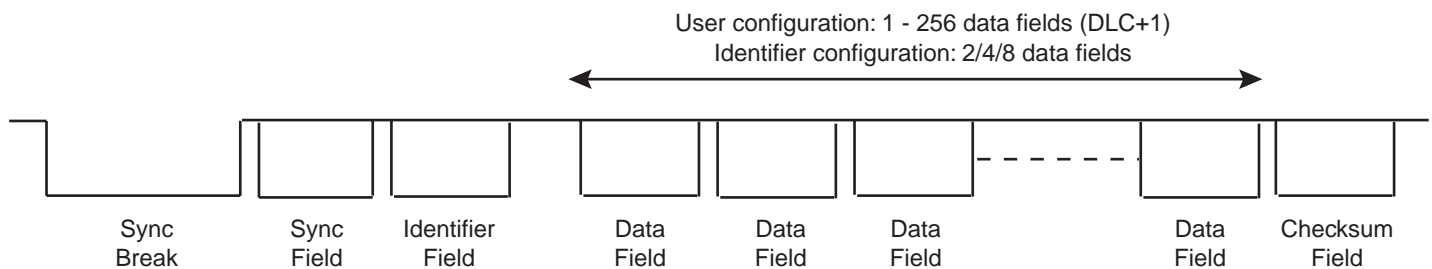 User configuration: 1 - 256 data fields (DLC+1)
Identifier configuration: 2/4/8 data fields
Sync
Break
Sync
Field
Identifier
Field
Data
Field
Data
Field
Data
Field
Data
Field
Checksum
Field